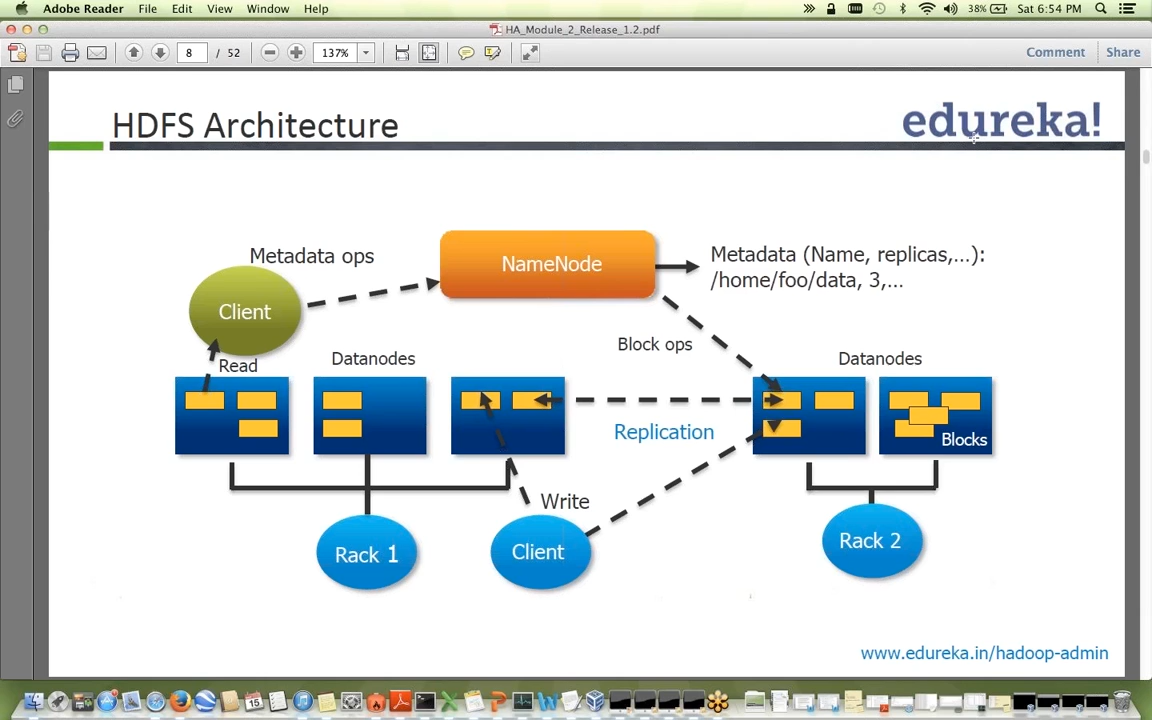 Adobe Reader File Edit View Window Help 38% Sat 6:54 PM
HA_Module_2_Release_1.2.pdf
8 / 52 137% Comment Share
HDFS Architecture
edureka!
Metadata ops
NameNode
Metadata (Name, replicas,...):
/home/foo/data, 3,...
Client
Block ops
Read
Datanodes
Datanodes
Replication
Blocks
Write
Rack 1
Client
Rack 2
www.edureka.in/hadoop-admin